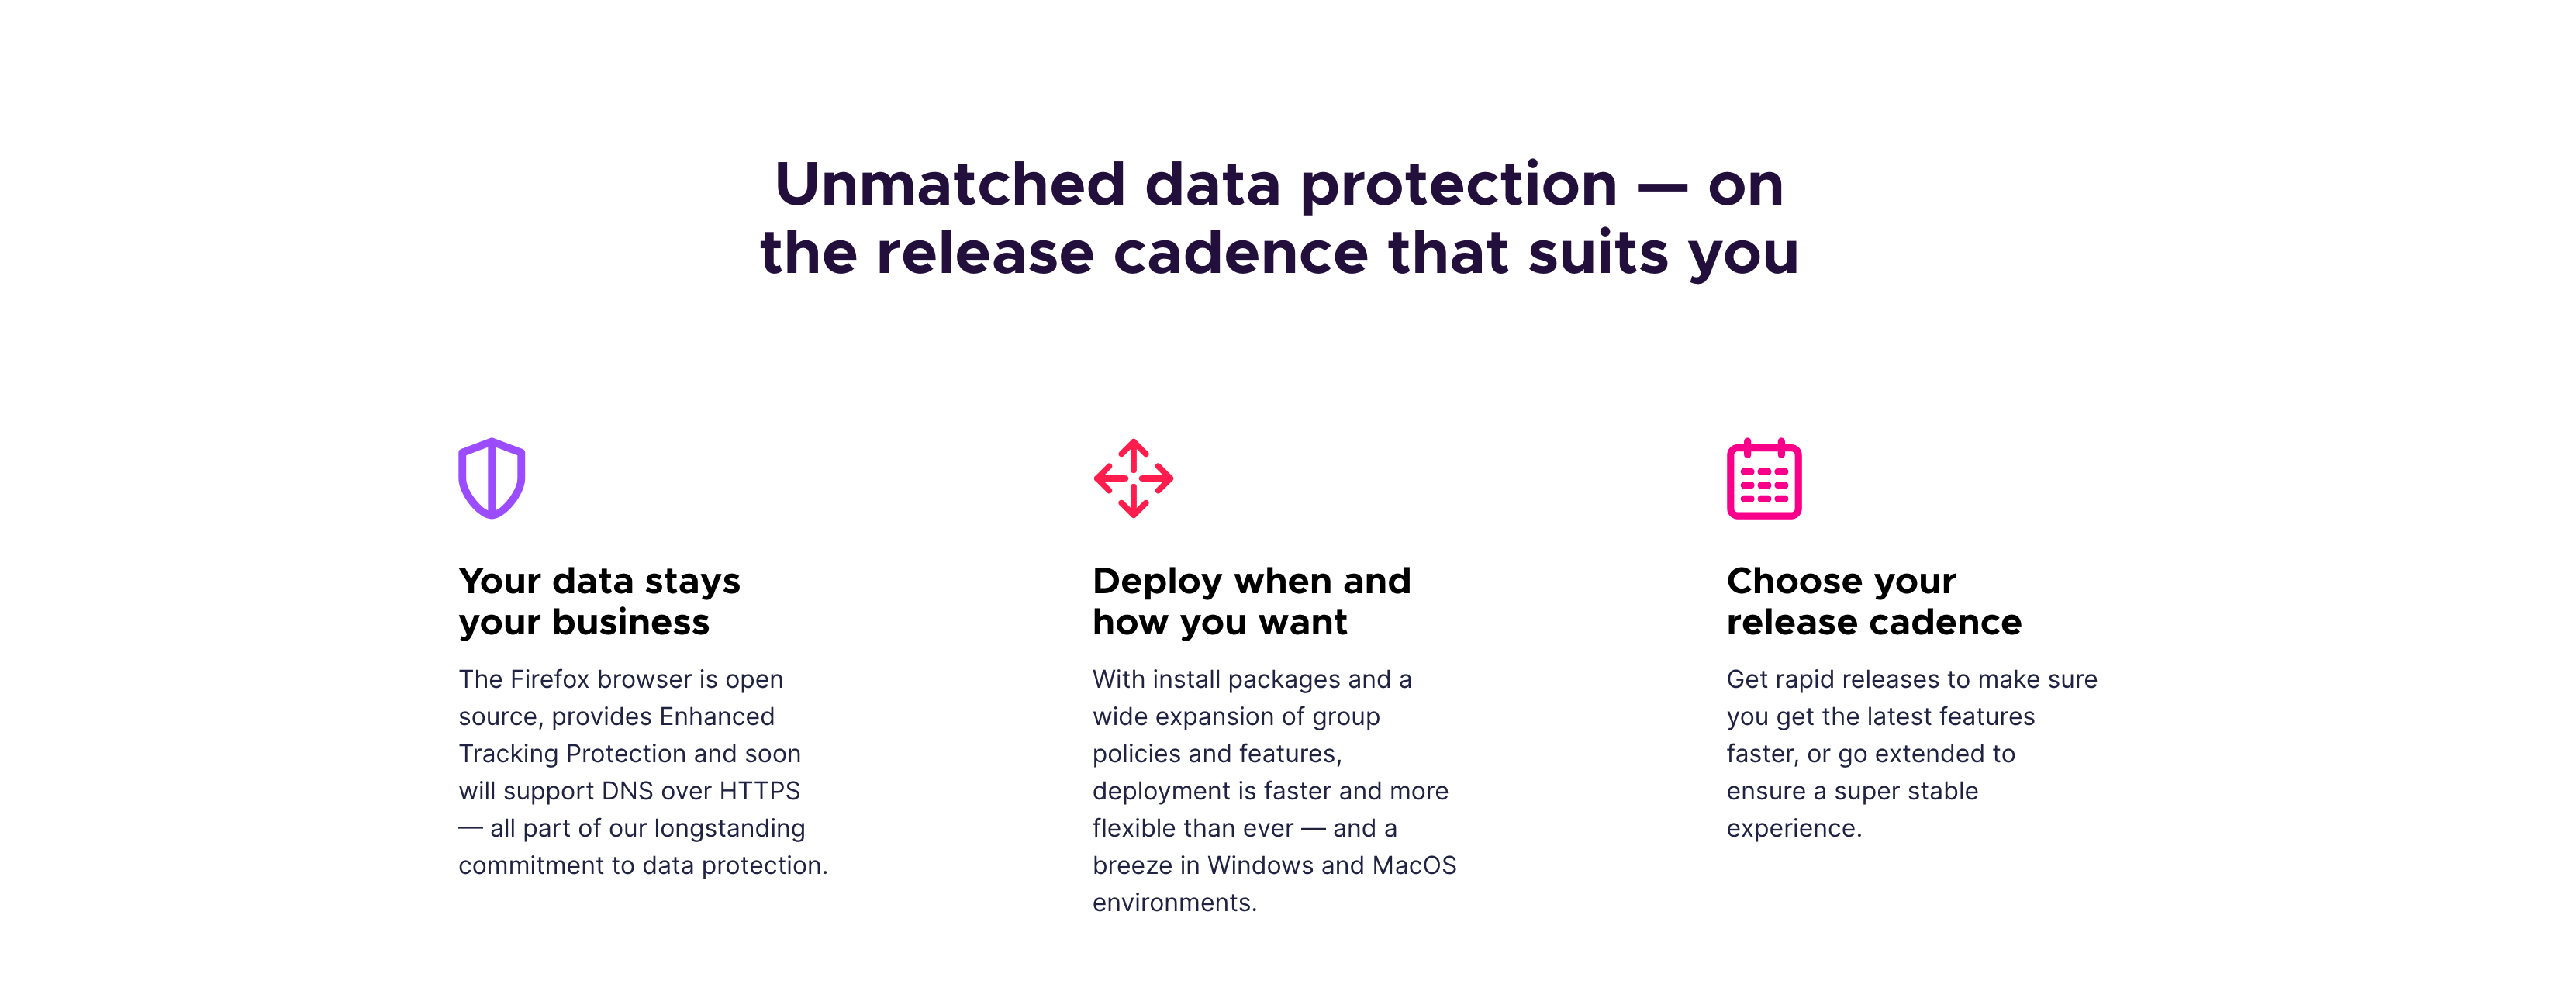 Unmatched data protection — on
the release cadence that suits you
Your data stays
your business
The Firefox browser is open
source, provides Enhanced
Tracking Protection and soon
will support DNS over HTTPS
— all part of our longstanding
commitment to data protection.
Deploy when and
how you want
With install packages and a
wide expansion of group
policies and features,
deployment is faster and more
flexible than ever — and a
breeze in Windows and MacOS
environments.
Choose your
release cadence
Get rapid releases to make sure
you get the latest features
faster, or go extended to
ensure a super stable
experience.